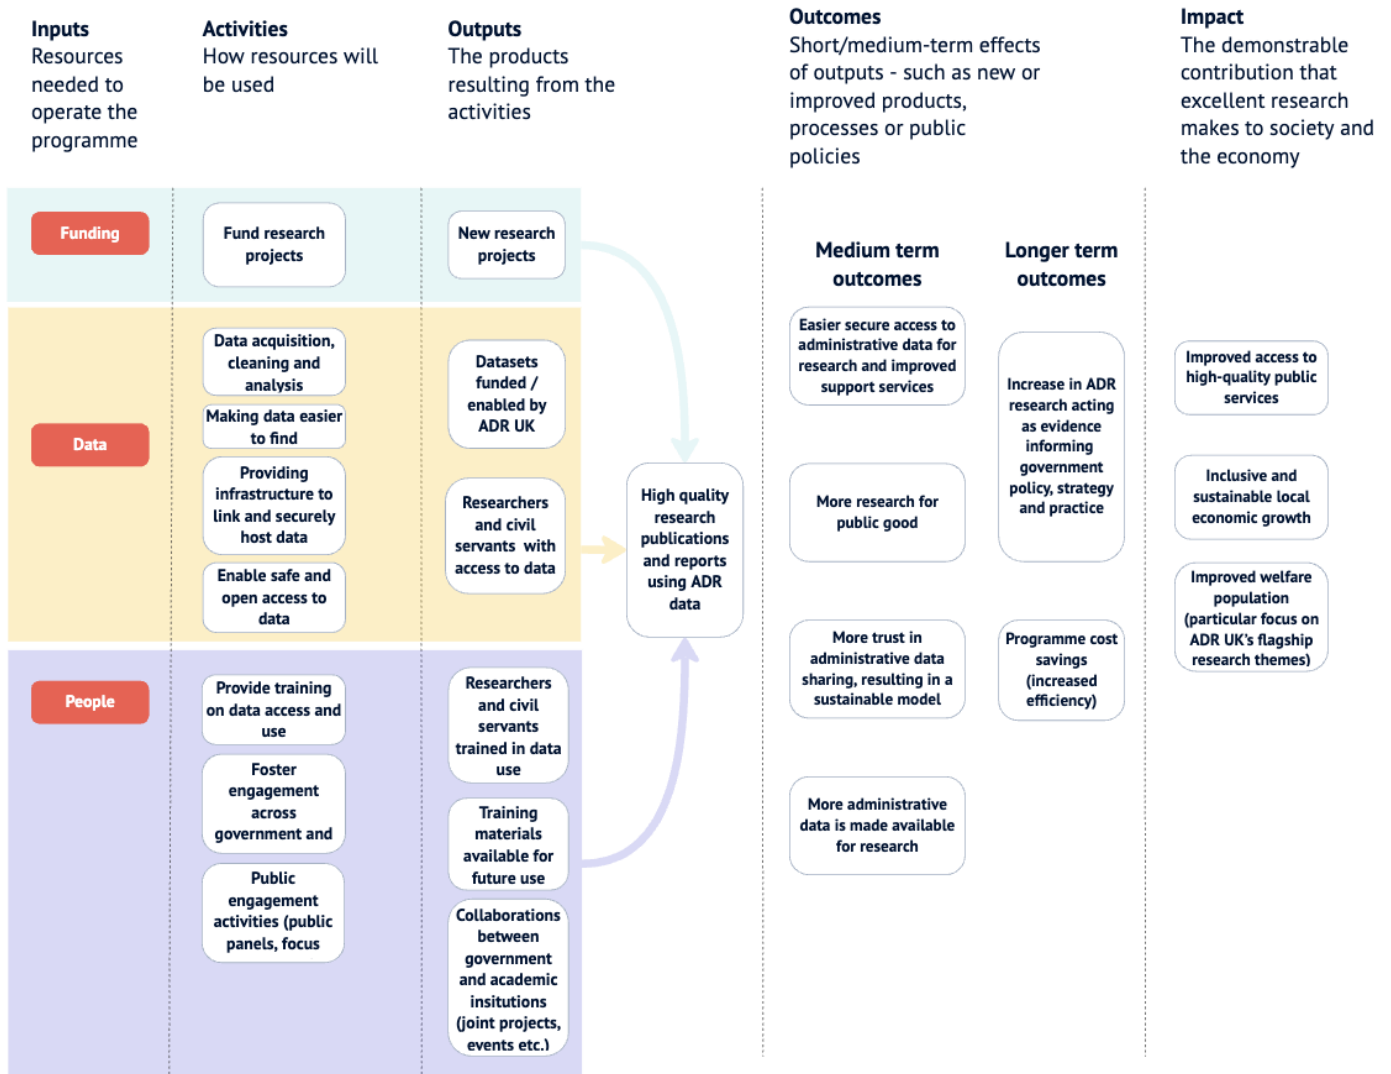 Inputs
Resources
needed to
operate the
programme
Activities
How resources will
be used
Outputs
The products
resulting from the
activities
Outcomes
Short/medium-term effects
of outputs - such as new or
improved products,
processes or public
policies
Impact
The demonstrable
contribution that
excellent research
makes to society and
the economy
Funding
Fund research
projects
New research
projects
Data
Data acquisition,
cleaning and
analysis
Making data easier
to find
Providing
infrastructure to
link and securely
host data
Enable safe and
open access to
data
Datasets
funded /
enabled by
ADR UK
Researchers
and civil
servants with
access to data
People
Provide training
on data access and
use
Foster
engagement
across
government and
Public
engagement
activities (public
panels, focus
Researchers
and civil
servants
trained in data
use
Training
materials
available for
future use
Collaborations
between
government
and academic
insitutions
(joint projects,
events etc.)
High quality
research
publications
and reports
using ADR
data
Medium term
outcomes
Easier secure access to
administrative data for
research and improved
support services
More research for
public good
More trust in
administrative data
sharing, resulting in a
sustainable model
More administrative
data is made available
for research
Longer term
outcomes
Increase in ADR
research acting
as evidence
informing
government
policy, strategy
and practice
Programme cost
savings
(increased
efficiency)
Improved access to
high-quality public
services
Inclusive and
sustainable local
economic growth
Improved welfare
population
(particular focus on
ADR UK's flagship
research themes)